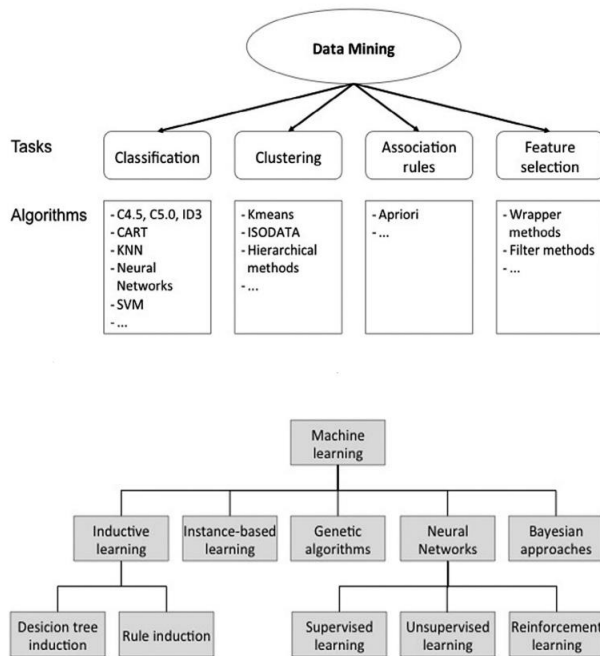 Data Mining
Tasks
Classification
Clustering
Association
rules
Feature
selection
Algorithms
- C4.5, C5.0, ID3
- CART
- KNN
- Neural
Networks
- SVM
- ...
- Kmeans
- ISODATA
- Hierarchical
methods
- ...
- Apriori
- ...
- Wrapper
methods
- Filter methods
- ...
Machine
learning
Inductive
learning
Instance-based
learning
Genetic
algorithms
Neural
Networks
Bayesian
approaches
Desicion tree
induction
Rule induction
Supervised
learning
Unsupervised
learning
Reinforcement
learning